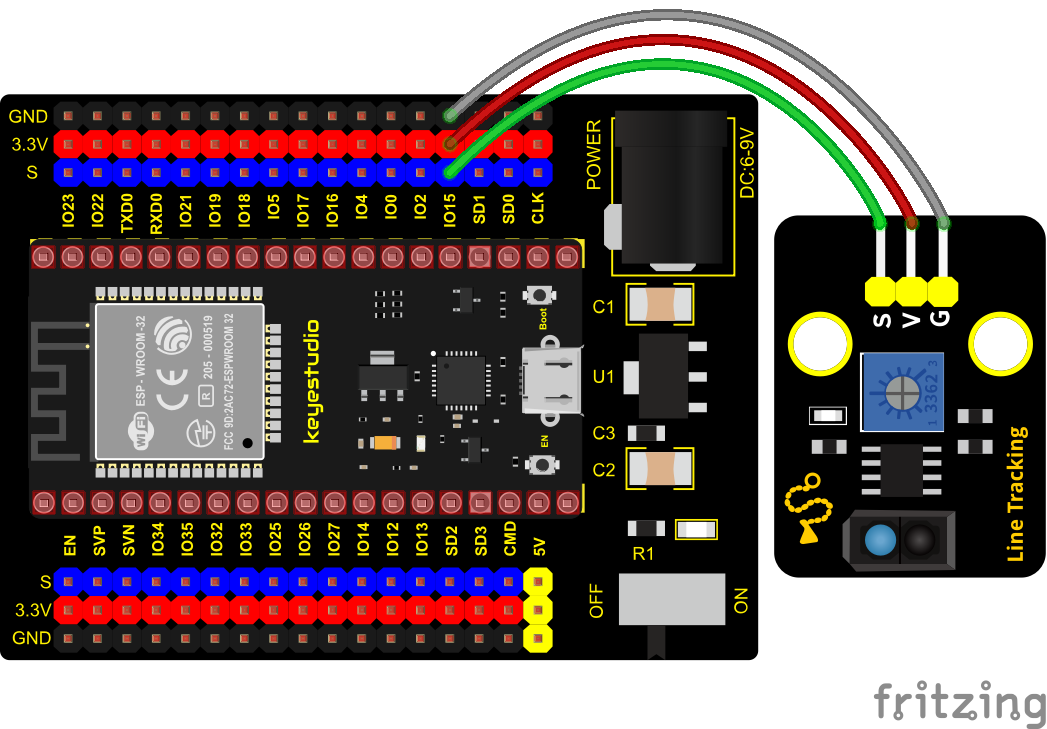 GND
3.3V
S
IO23
IO22
TXD0
RXD0
IO21
IO19
IO18
IO5
IO17
IO16
IO4
IO0
IO2
IO15
SD1
SD0
CLK
POWER
DC:6-9V
ESP - WROOM -32
WiFi
CE
R
205 - 000519
FCC 9D:2AC72-ESPWROOM 32
keyestudio
Boot
EN
C1
U1
C3
C2
R1
OFF
ON
EN
SVP
SVN
IO34
IO35
IO32
IO33
IO25
IO26
IO27
IO14
IO12
IO13
SD2
SD3
CMD
5V
S
3.3V
GND
S
V
G
3362
1
3
Line Tracking
fritzing